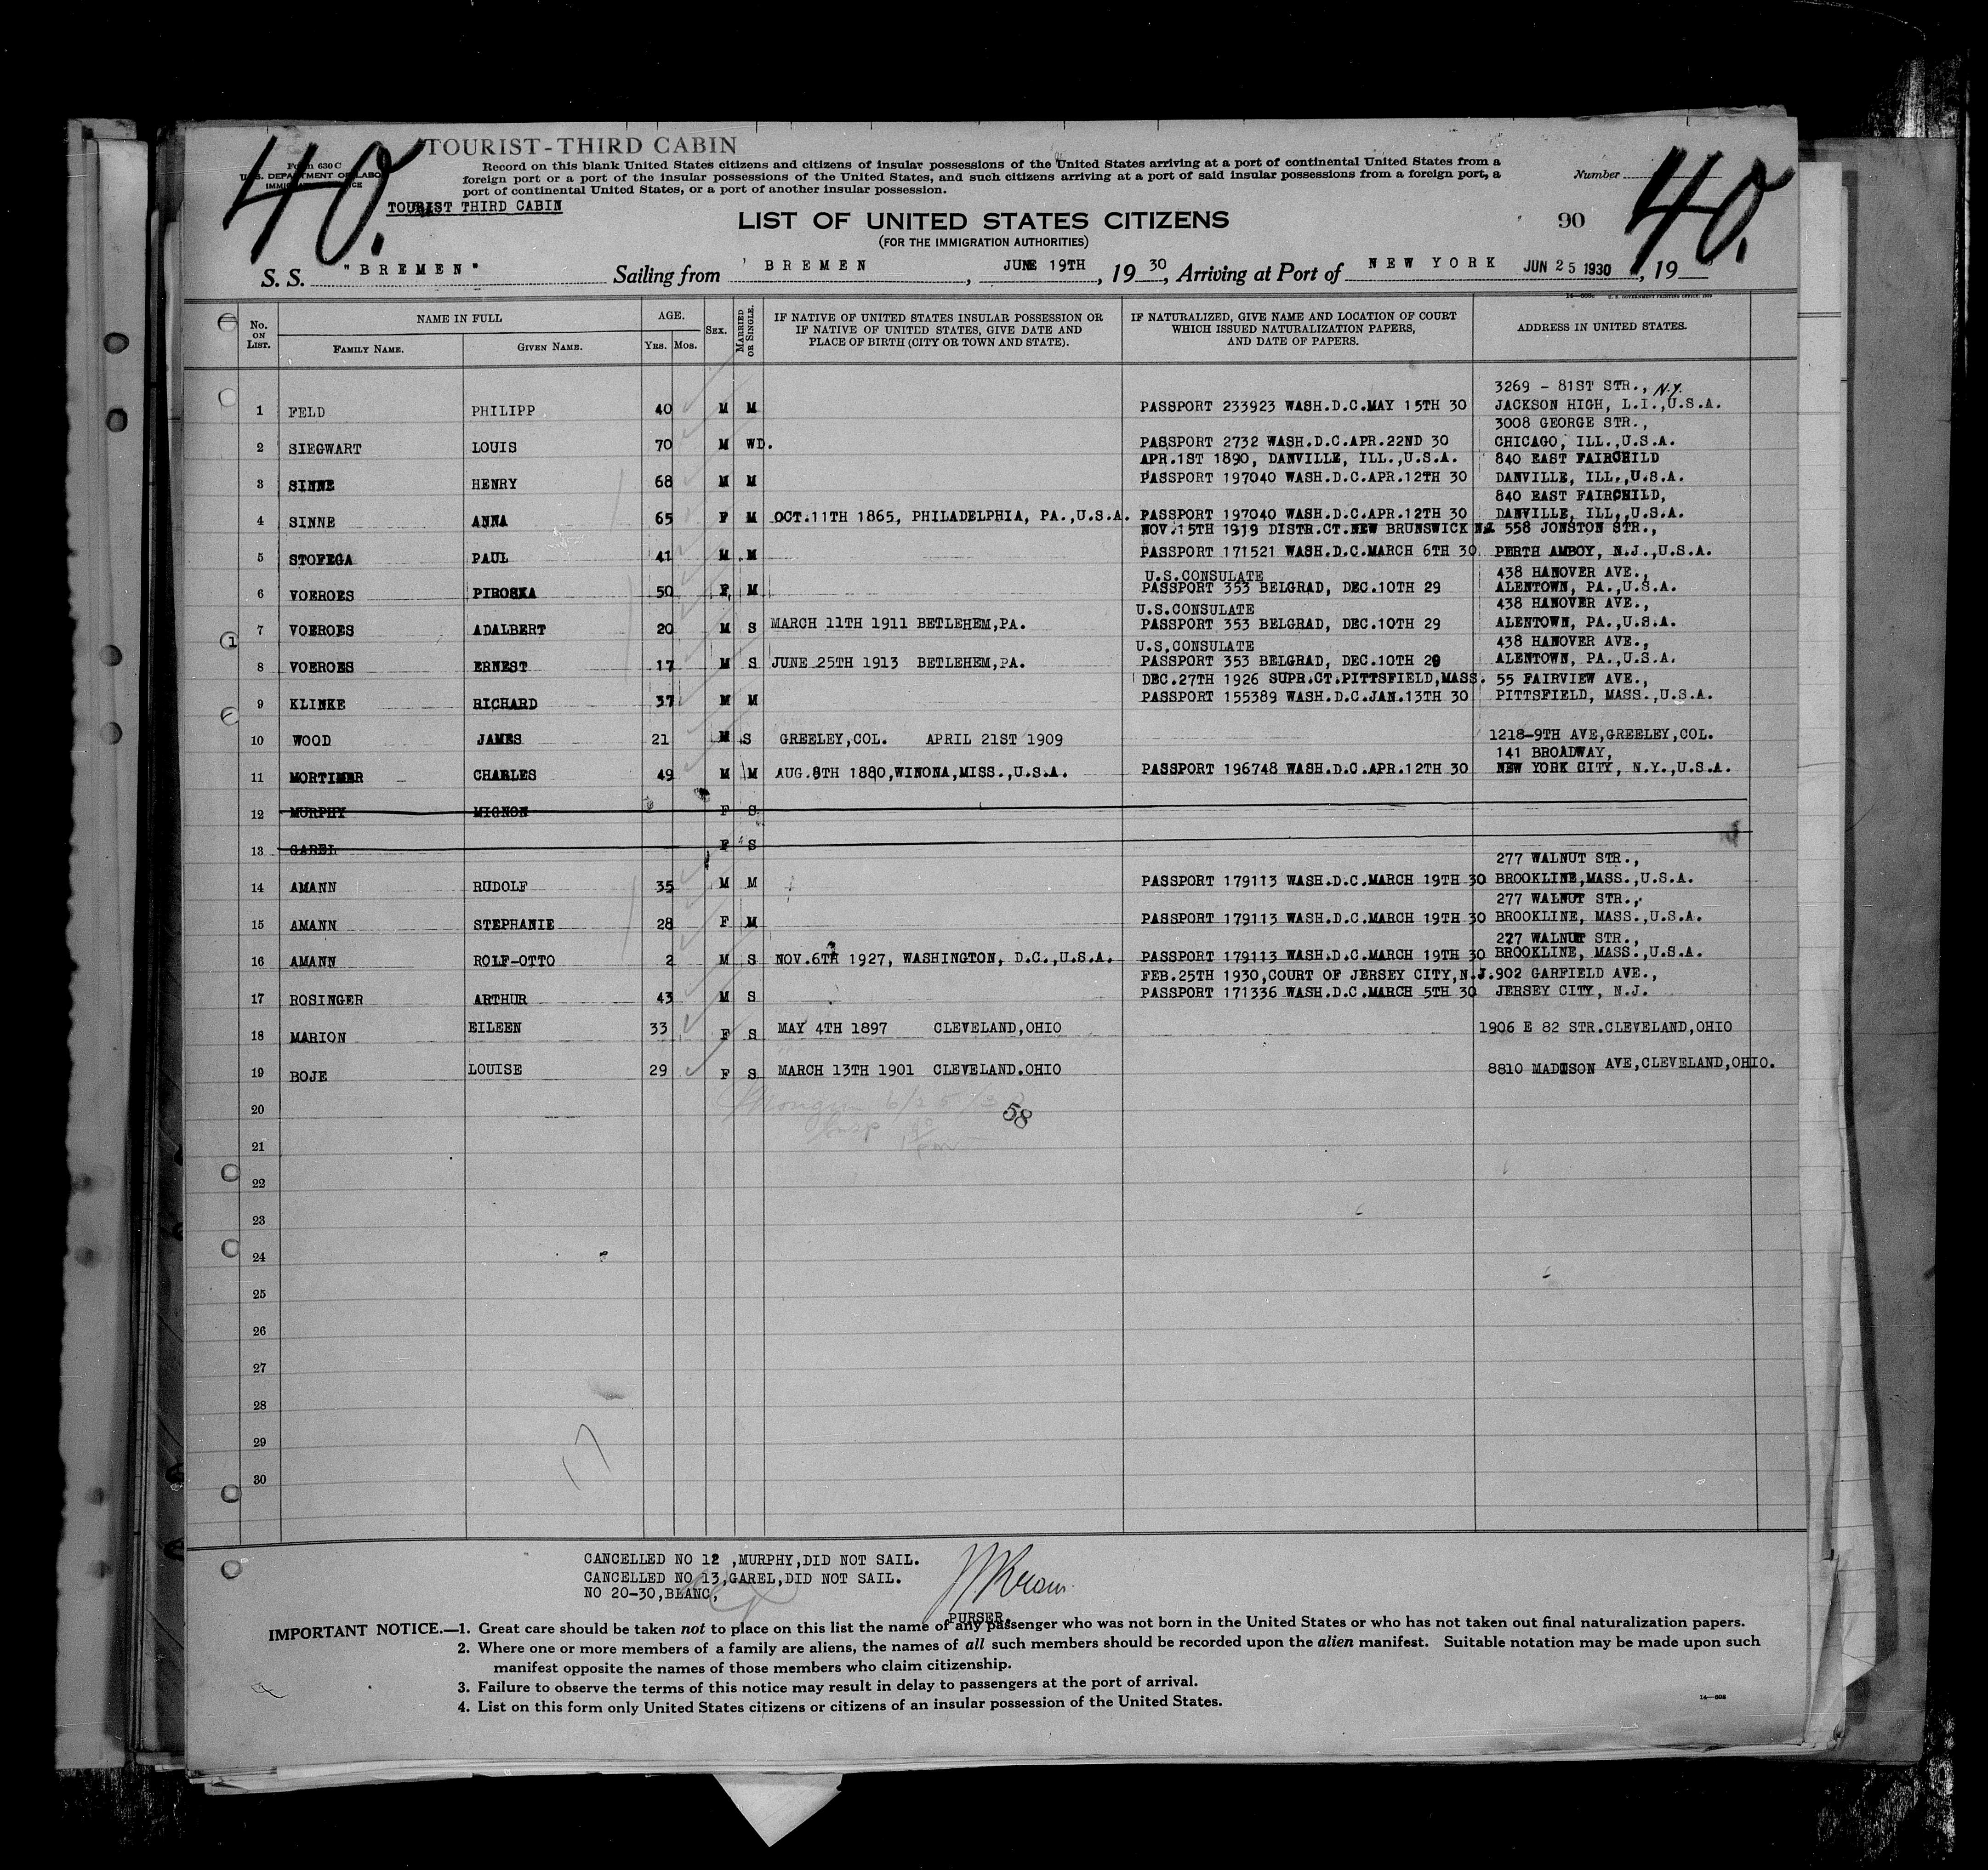 TOURIST-THIRD CABIN
40.
40.
Form 630 C
U.S. DEPARTMENT OF LABOR
IMMIGRATION SERVICE
Record on this blank United States citizens and citizens of insular possessions of the United States arriving at a port of continental United States from a
foreign port or a port of the insular possessions of the United States, and such citizens arriving at a port of said insular possessions from a foreign port, a
port of continental United States, or a port of another insular possession.
Number
TOURIST THIRD CABIN
LIST OF UNITED STATES CITIZENS
90
(FOR THE IMMIGRATION AUTHORITIES)
S. S. "BREMEN" Sailing from BREMEN, JUNE 19TH, 1930, Arriving at Port of NEW YORK JUN 25 1930, 19
No. ON LIST.
NAME IN FULL
FAMILY NAME.
GIVEN NAME.
AGE.
YRS. MOS.
SEX.
MARRIED OR SINGLE.
IF NATIVE OF UNITED STATES INSULAR POSSESSION OR
IF NATIVE OF UNITED STATES, GIVE DATE AND
PLACE OF BIRTH (CITY OR TOWN AND STATE).
IF NATURALIZED, GIVE NAME AND LOCATION OF COURT
WHICH ISSUED NATURALIZATION PAPERS,
AND DATE OF PAPERS.
ADDRESS IN UNITED STATES.
3269 - 81ST STR., N.Y.
1 FELD PHILIPP 40 M M PASSPORT 233923 WASH.D.C.MAY 15TH 30 JACKSON HIGH, L.I.,U.S.A.
3008 GEORGE STR.,
2 SIEGWART LOUIS 70 M WD. PASSPORT 2732 WASH.D.C.APR.22ND 30 CHICAGO, ILL.,U.S.A.
APR.1ST 1890, DANVILLE, ILL.,U.S.A. 840 EAST FAIRCHILD
3 SINNE HENRY 68 M M PASSPORT 197040 WASH.D.C.APR.12TH 30 DANVILLE, ILL.,U.S.A.
840 EAST FAIRCHILD,
4 SINNE ANNA 65 F M OCT.11TH 1865, PHILADELPHIA, PA.,U.S.A. PASSPORT 197040 WASH.D.C.APR.12TH 30 DANVILLE, ILL.,U.S.A.
NOV.15TH 1919 DISTR.CT.NEW BRUNSWICK N.J. 558 JONSTON STR.,
5 STOFEGA PAUL 41 M M PASSPORT 171521 WASH.D.C.MARCH 6TH 30 PERTH AMBOY, N.J.,U.S.A.
U.S.CONSULATE 438 HANOVER AVE.,
6 VOEROES PIROSKA 50 F M PASSPORT 353 BELGRAD, DEC.10TH 29 ALENTOWN, PA.,U.S.A.
U.S.CONSULATE 438 HANOVER AVE.,
7 VOEROES ADALBERT 20 M S MARCH 11TH 1911 BETLEHEM,PA. PASSPORT 353 BELGRAD, DEC.10TH 29 ALENTOWN, PA.,U.S.A.
U.S.CONSULATE 438 HANOVER AVE.,
8 VOEROES ERNEST 17 M S JUNE 25TH 1913 BETLEHEM,PA. PASSPORT 353 BELGRAD, DEC.10TH 29 ALENTOWN, PA.,U.S.A.
DEC.27TH 1926 SUPR.CT.PITTSFIELD,MASS. 55 FAIRVIEW AVE.,
9 KLINKE RICHARD 37 M M PASSPORT 155389 WASH.D.C.JAN.13TH 30 PITTSFIELD, MASS.,U.S.A.
10 WOOD JAMES 21 M S GREELEY,COL. APRIL 21ST 1909 1218-9TH AVE,GREELEY,COL.
141 BROADWAY,
11 MORTIMER CHARLES 49 M M AUG.8TH 1880,WINONA,MISS.,U.S.A. PASSPORT 196748 WASH.D.C.APR.12TH 30 NEW YORK CITY, N.Y.,U.S.A.
12 MURPHY MIGNON F S
13 GAREL F S
277 WALNUT STR.,
14 AMANN RUDOLF 35 M M PASSPORT 179113 WASH.D.C.MARCH 19TH 30 BROOKLINE,MASS.,U.S.A.
277 WALNUT STR.,
15 AMANN STEPHANIE 28 F M PASSPORT 179113 WASH.D.C.MARCH 19TH 30 BROOKLINE, MASS.,U.S.A.
277 WALNUT STR.,
16 AMANN ROLF-OTTO 2 M S NOV.6TH 1927, WASHINGTON, D.C.,U.S.A. PASSPORT 179113 WASH.D.C.MARCH 19TH 30 BROOKLINE, MASS.,U.S.A.
FEB.25TH 1930,COURT OF JERSEY CITY,N.J. 902 GARFIELD AVE.,
17 ROSINGER ARTHUR 43 M S PASSPORT 171336 WASH.D.C.MARCH 5TH 30 JERSEY CITY, N.J.
18 MARION EILEEN 33 F S MAY 4TH 1897 CLEVELAND,OHIO 1906 E 82 STR.CLEVELAND,OHIO
19 BOJE LOUISE 29 F S MARCH 13TH 1901 CLEVELAND.OHIO 8810 MADISON AVE,CLEVELAND,OHIO.
20 58
21
22
23
24
25
26
27
28
29
30
17
CANCELLED NO 12 ,MURPHY,DID NOT SAIL.
CANCELLED NO 13,GAREL,DID NOT SAIL.
NO 20-30,BLANC,
PURSER.
IMPORTANT NOTICE.—1. Great care should be taken not to place on this list the name of any passenger who was not born in the United States or who has not taken out final naturalization papers.
2. Where one or more members of a family are aliens, the names of all such members should be recorded upon the alien manifest. Suitable notation may be made upon such
manifest opposite the names of those members who claim citizenship.
3. Failure to observe the terms of this notice may result in delay to passengers at the port of arrival.
4. List on this form only United States citizens or citizens of an insular possession of the United States.